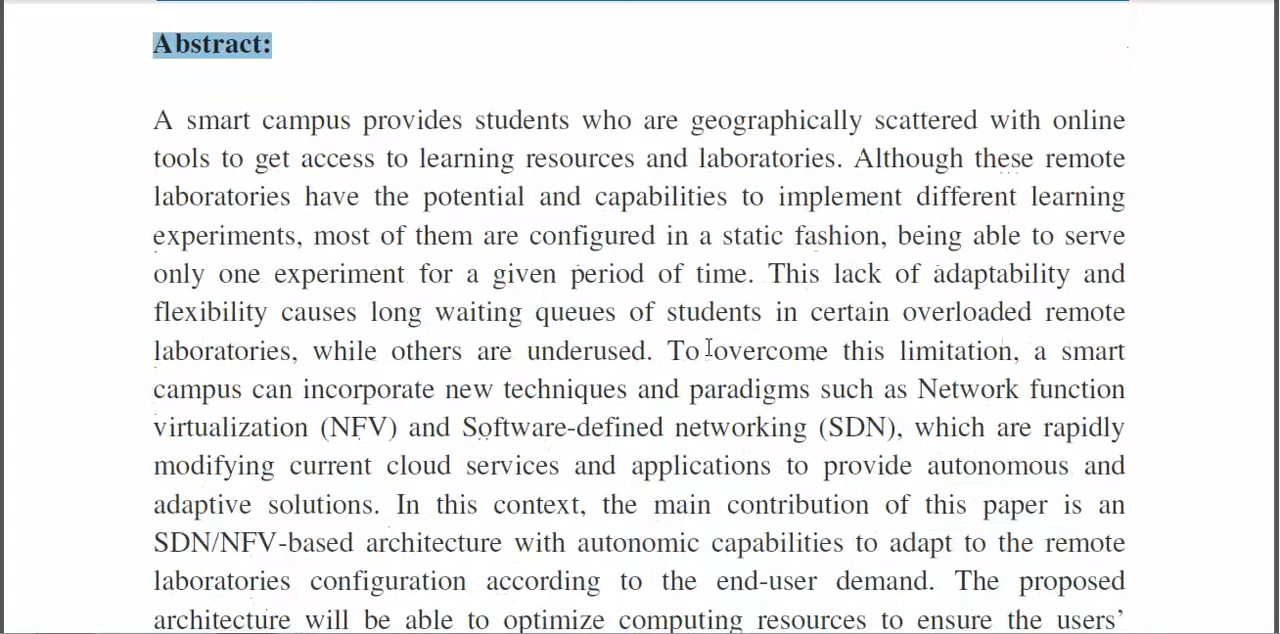 Abstract:
A smart campus provides students who are geographically scattered with online
tools to get access to learning resources and laboratories. Although these remote
laboratories have the potential and capabilities to implement different learning
experiments, most of them are configured in a static fashion, being able to serve
only one experiment for a given period of time. This lack of adaptability and
flexibility causes long waiting queues of students in certain overloaded remote
laboratories, while others are underused. To overcome this limitation, a smart
campus can incorporate new techniques and paradigms such as Network function
virtualization (NFV) and Software-defined networking (SDN), which are rapidly
modifying current cloud services and applications to provide autonomous and
adaptive solutions. In this context, the main contribution of this paper is an
SDN/NFV-based architecture with autonomic capabilities to adapt to the remote
laboratories configuration according to the end-user demand. The proposed
architecture will be able to optimize computing resources to ensure the users’